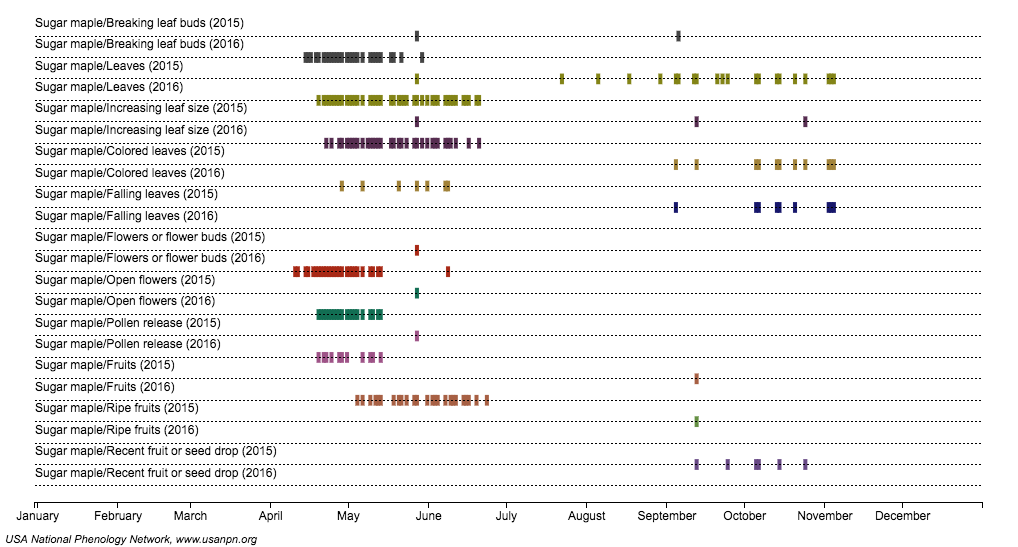 Sugar maple/Breaking leaf buds (2015)
Sugar maple/Breaking leaf buds (2016)
Sugar maple/Leaves (2015)
Sugar maple/Leaves (2016)
Sugar maple/Increasing leaf size (2015)
Sugar maple/Increasing leaf size (2016)
Sugar maple/Colored leaves (2015)
Sugar maple/Colored leaves (2016)
Sugar maple/Falling leaves (2015)
Sugar maple/Falling leaves (2016)
Sugar maple/Flowers or flower buds (2015)
Sugar maple/Flowers or flower buds (2016)
Sugar maple/Open flowers (2015)
Sugar maple/Open flowers (2016)
Sugar maple/Pollen release (2015)
Sugar maple/Pollen release (2016)
Sugar maple/Fruits (2015)
Sugar maple/Fruits (2016)
Sugar maple/Ripe fruits (2015)
Sugar maple/Ripe fruits (2016)
Sugar maple/Recent fruit or seed drop (2015)
Sugar maple/Recent fruit or seed drop (2016)
January February March April May June July August September October November December
USA National Phenology Network, www.usanpn.org